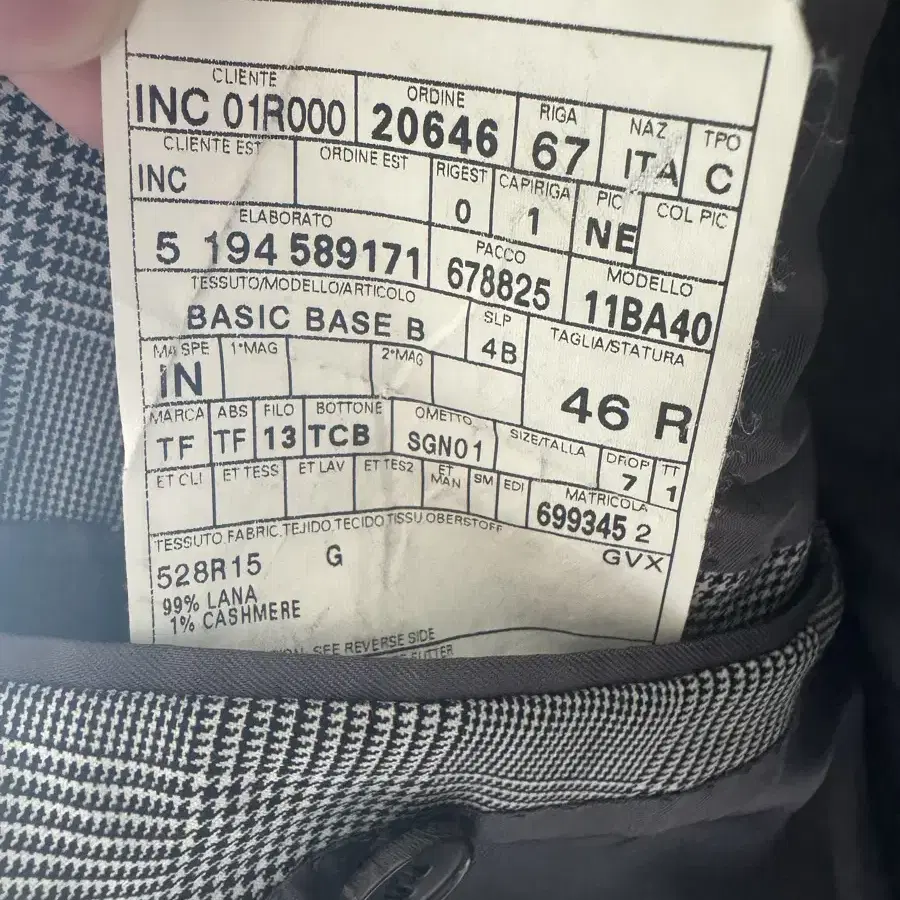 CLIENTE ORDINE RIGA NAZ TPO
INC 01R000 20646 67 ITA C
CLIENTE EST ORDINE EST RIGEST CAPIRIGA PIC COL PIC
INC 0 1 NE
ELABORATO PACCO MODELLO
5 194 589171 678825 11BA40
TESSUTO/MODELLO/ARTICOLO SLP TAGLIA/STATURA
BASIC BASE B 4B 46 R
MA SPE 1°MAG 2°MAG
IN
MARCA ABS FILO BOTTONE OMETTO SIZE/TALLA DROP TT
TF TF 13 TCB SGN01 7 1
ET CLI ET TESS ET LAV ET TES2 ET MAN SM EDI MATRICOLA
699345 2
TESSUTO.FABRIC.TEJIDO.TECIDO.TISSU.OBERSTOFF GVX
528R15 G
99% LANA
1% CASHMERE
SEE REVERSE SIDE